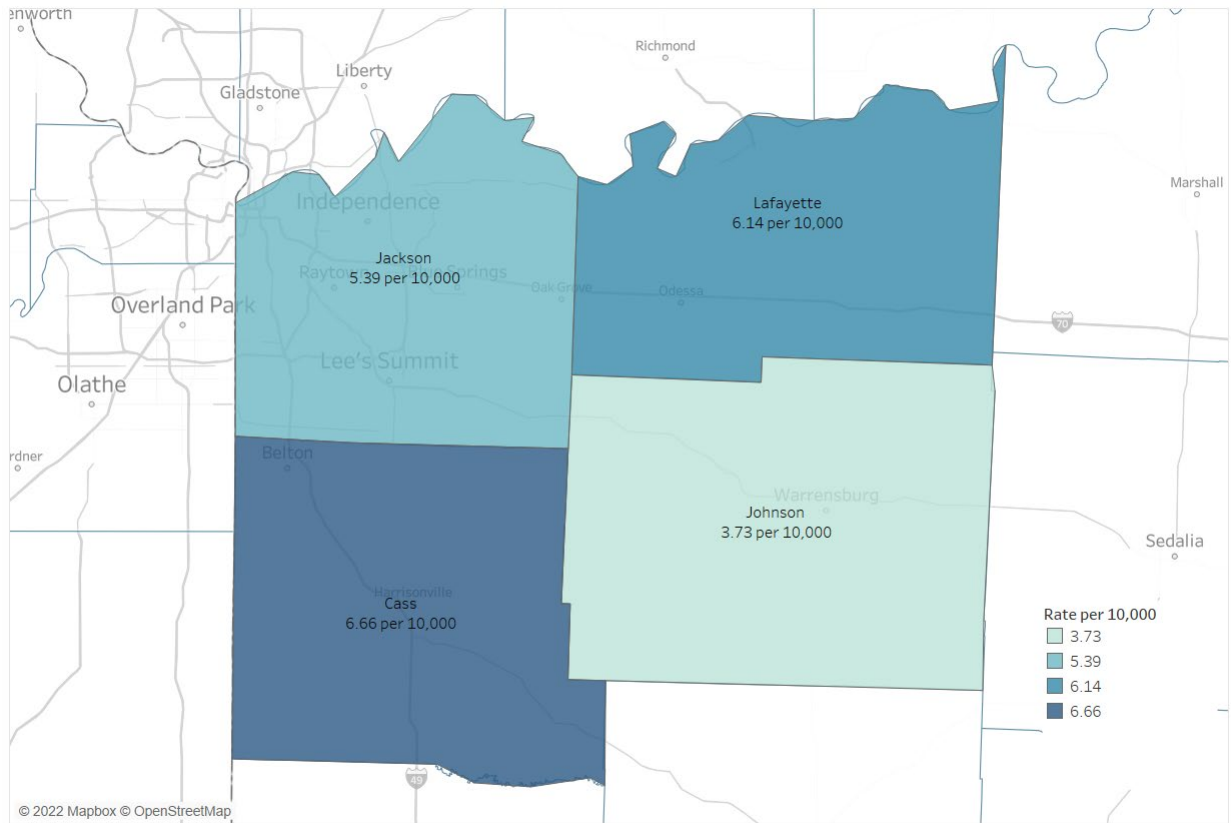 enworth
Richmond
Liberty
Gladstone
Marshall
Independence
Lafayette
6.14 per 10,000
Jackson
5.39 per 10,000
Raytown
Blue Springs
Oak Grove
Odessa
Overland Park
70
Lee's Summit
Olathe
rdner
Belton
Warrensburg
Johnson
3.73 per 10,000
Sedalia
Harrisonville
Cass
6.66 per 10,000
Rate per 10,000
3.73
5.39
6.14
6.66
49
© 2022 Mapbox © OpenStreetMap